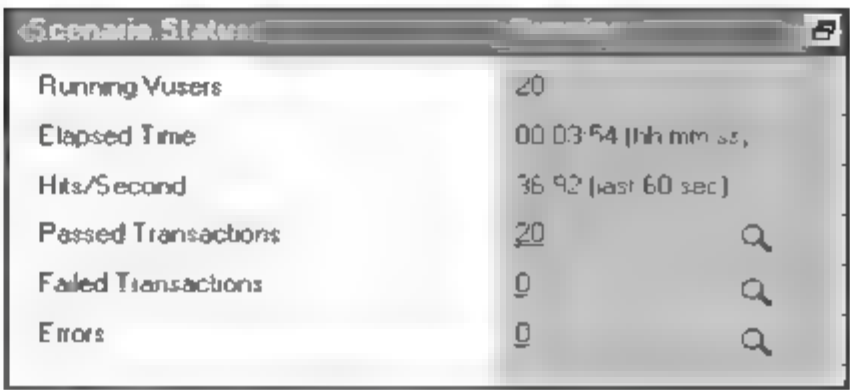 Scenario Status
Running Vusers 20
Elapsed Time 00:03:54 (hh:mm:ss)
Hits/Second 36.92 (last 60 sec)
Passed Transactions 20
Failed Transactions 0
Errors 0